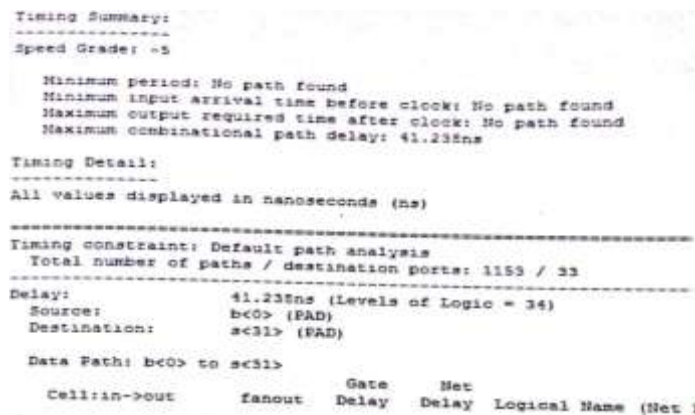 Timing Summary:
---------------
Speed Grade: -5
Minimum period: No path found
Minimum input arrival time before clock: No path found
Maximum output required time after clock: No path found
Maximum combinational path delay: 41.238ns
Timing Detail:
--------------
All values displayed in nanoseconds (ns)
Timing constraint: Default path analysis
Total number of paths / destination ports: 1153 / 33
Delay: 41.238ns (Levels of Logic = 34)
Source: b<0> (PAD)
Destination: s<31> (PAD)
Data Path: b<0> to s<31>
Gate Net
Cell:in->out fanout Delay Delay Logical Name (Net